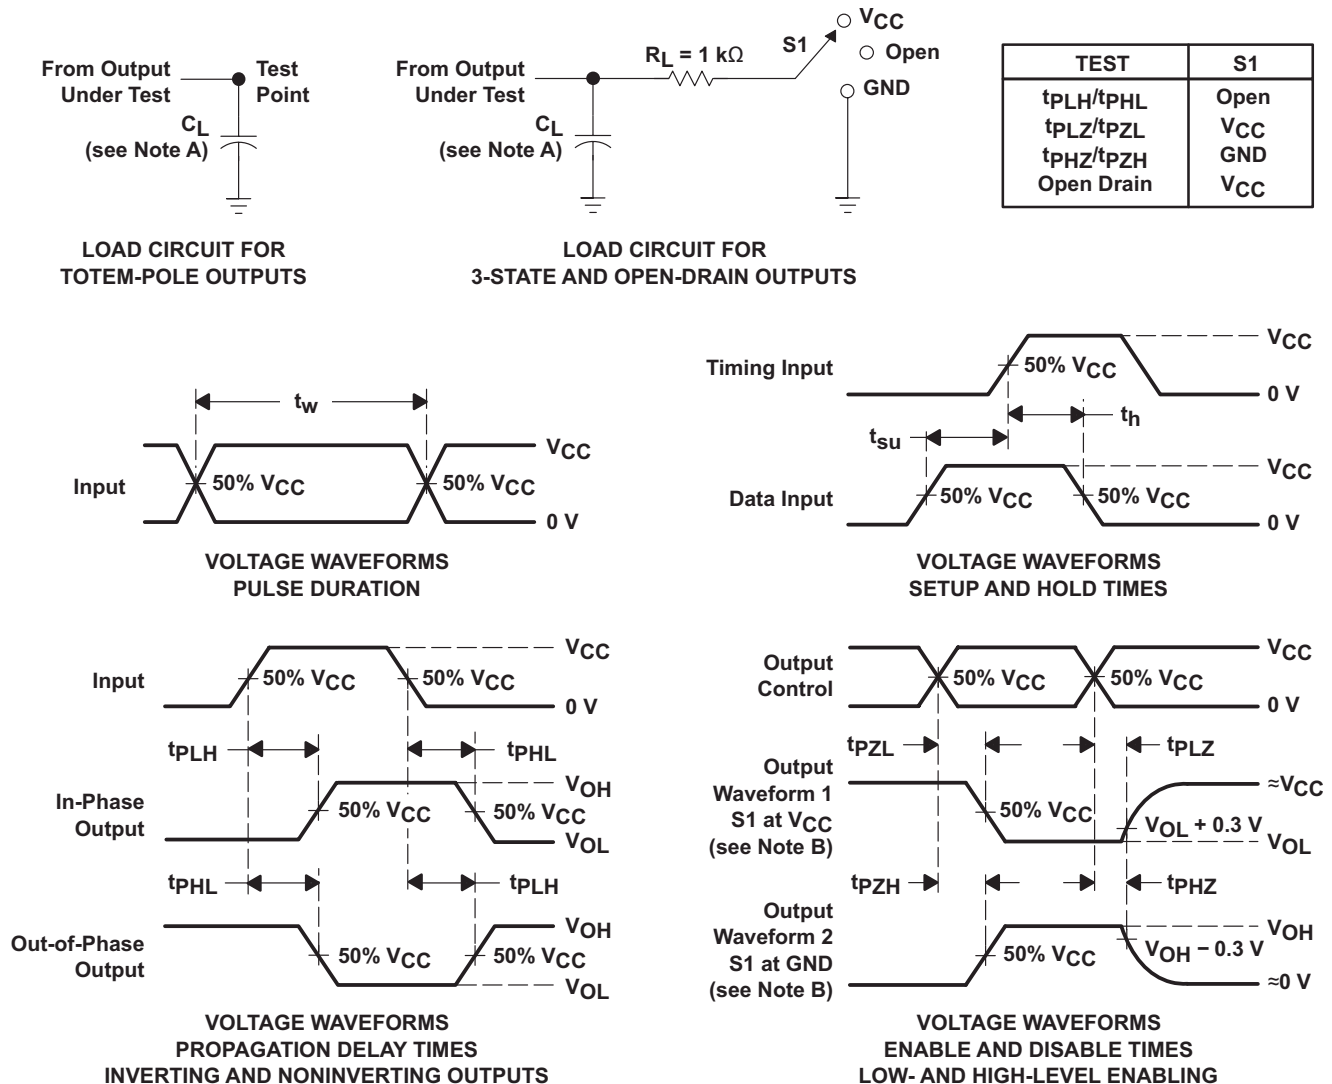 From Output
Under Test
Test
Point
CL
(see Note A)
LOAD CIRCUIT FOR
TOTEM-POLE OUTPUTS
From Output
Under Test
RL = 1 kΩ
S1
VCC
Open
GND
CL
(see Note A)
LOAD CIRCUIT FOR
3-STATE AND OPEN-DRAIN OUTPUTS
TEST S1
tPLH/tPHL Open
tPLZ/tPZL VCC
tPHZ/tPZH GND
Open Drain VCC
tw
Input
50% VCC
50% VCC
VCC
0 V
VOLTAGE WAVEFORMS
PULSE DURATION
Timing Input
50% VCC
VCC
0 V
tsu
th
Data Input
50% VCC
50% VCC
VCC
0 V
VOLTAGE WAVEFORMS
SETUP AND HOLD TIMES
Input
50% VCC
50% VCC
VCC
0 V
tPLH
tPHL
In-Phase
Output
50% VCC
50% VCC
VOH
VOL
tPHL
tPLH
Out-of-Phase
Output
50% VCC
50% VCC
VOH
VOL
VOLTAGE WAVEFORMS
PROPAGATION DELAY TIMES
INVERTING AND NONINVERTING OUTPUTS
Output
Control
50% VCC
50% VCC
VCC
0 V
tPZL
tPLZ
Output
Waveform 1
S1 at VCC
(see Note B)
50% VCC
≈VCC
VOL + 0.3 V
VOL
tPZH
tPHZ
Output
Waveform 2
S1 at GND
(see Note B)
50% VCC
VOH
VOH − 0.3 V
≈0 V
VOLTAGE WAVEFORMS
ENABLE AND DISABLE TIMES
LOW- AND HIGH-LEVEL ENABLING